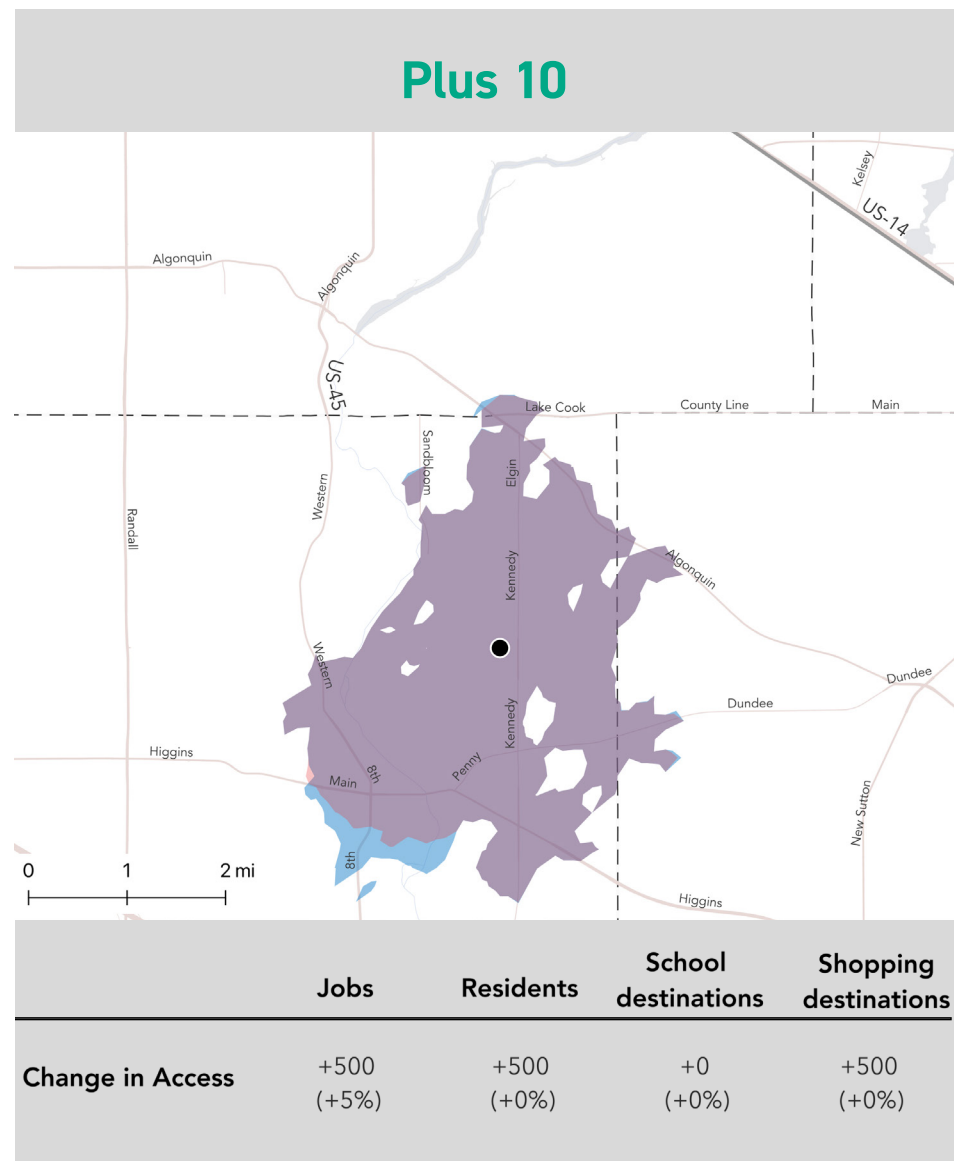 Plus 10
Kelsey
US-14
Algonquin
Algonquin
US-45
Lake Cook
County Line
Main
Sandbloom
Elgin
Western
Randall
Kennedy
Algonquin
Western
Dundee
Dundee
Kennedy
Higgins
Penny
8th
Main
New Sutton
8th
0 1 2 mi
Higgins
Jobs
Residents
School
destinations
Shopping
destinations
Change in Access
+500 +500 +0 +500
(+5%) (+0%) (+0%) (+0%)